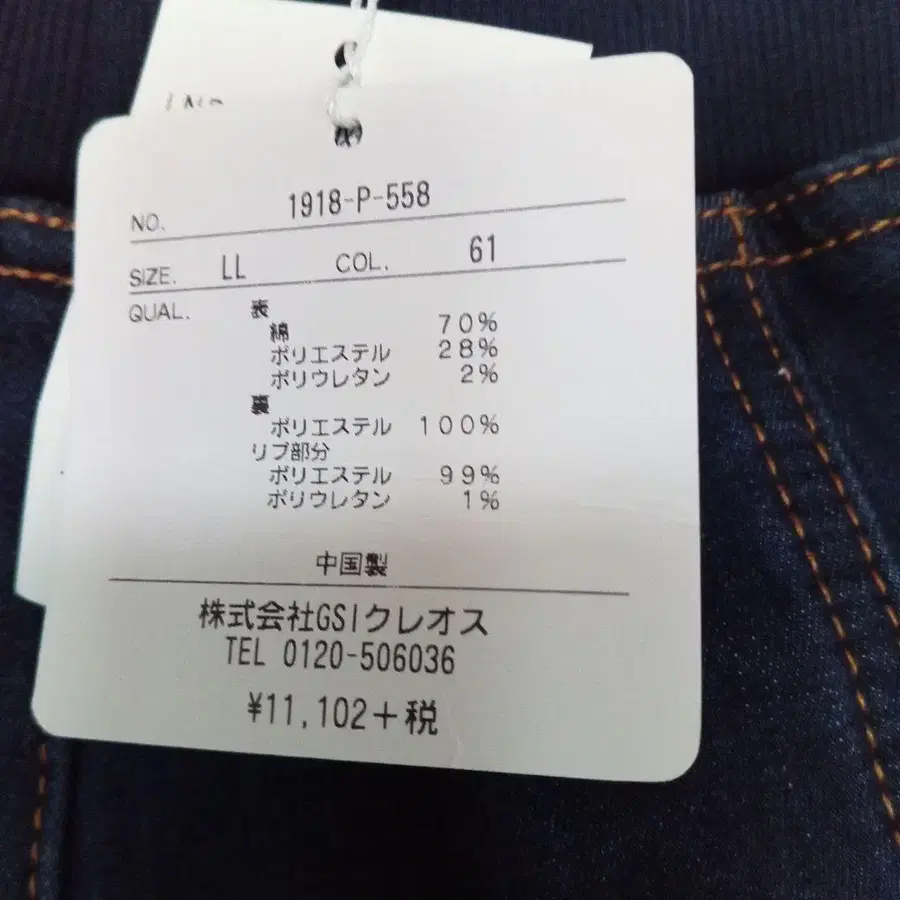 NO. 1918-P-558
SIZE. LL COL. 61
QUAL. 表
綿 70%
ポリエステル 28%
ポリウレタン 2%
裏
ポリエステル 100%
リブ部分
ポリエステル 99%
ポリウレタン 1%
中国製
株式会社GSIクレオス
TEL 0120-506036
¥11,102+税